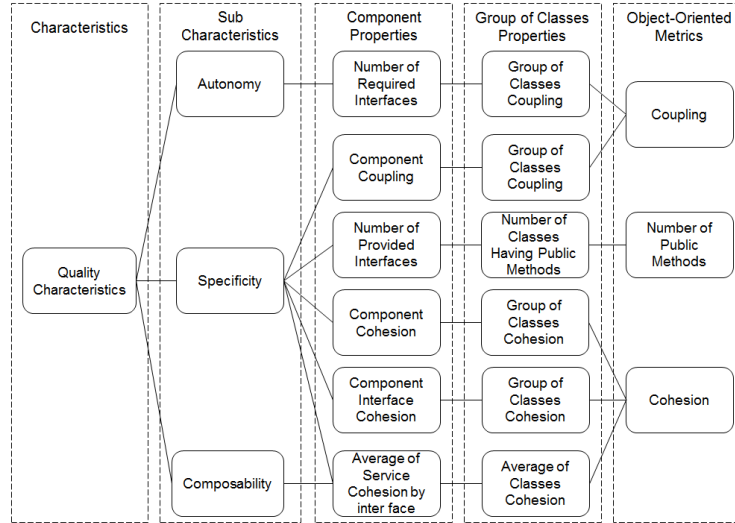 Characteristics
Sub
Characteristics
Component
Properties
Group of Classes
Properties
Object-Oriented
Metrics
Autonomy
Number of
Required
Interfaces
Group of
Classes
Coupling
Coupling
Component
Coupling
Group of
Classes
Coupling
Quality
Characteristics
Specificity
Number of
Provided
Interfaces
Number of
Classes
Having Public
Methods
Number of
Public
Methods
Component
Cohesion
Group of
Classes
Cohesion
Component
Interface
Cohesion
Group of
Classes
Cohesion
Cohesion
Composability
Average of
Service
Cohesion by
inter face
Average of
Classes
Cohesion